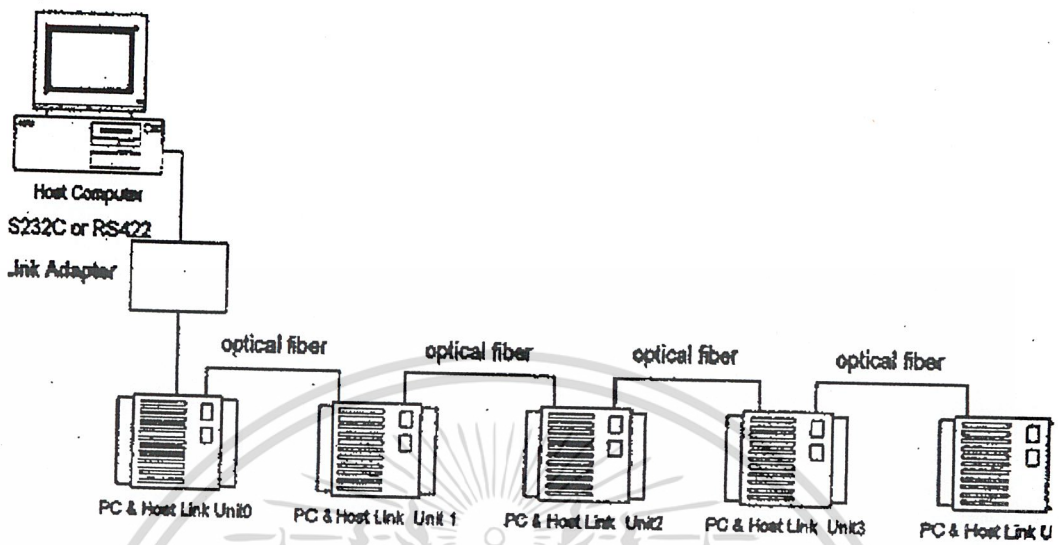 Host Computer
S232C or RS422
Link Adapter
optical fiber
optical fiber
optical fiber
optical fiber
PC & Host Link Unit0
PC & Host Link Unit 1
PC & Host Link Unit2
PC & Host Link Unit3
PC & Host Link U